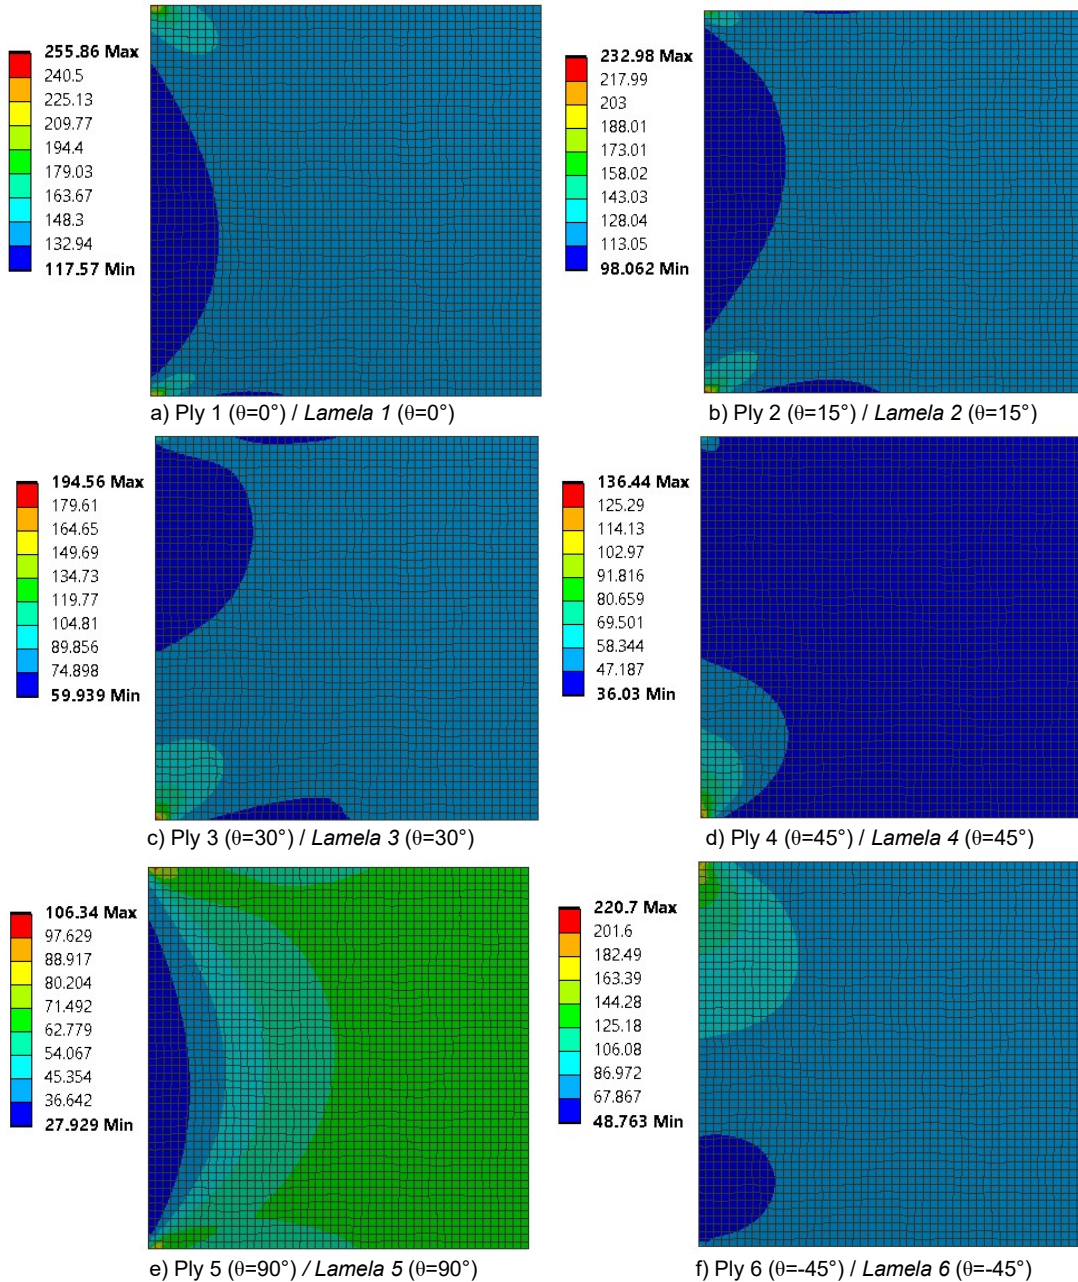 255.86 Max
240.5
225.13
209.77
194.4
179.03
163.67
148.3
132.94
117.57 Min
a) Ply 1 (θ=0°) / Lamela 1 (θ=0°)
232.98 Max
217.99
203
188.01
173.01
158.02
143.03
128.04
113.05
98.062 Min
b) Ply 2 (θ=15°) / Lamela 2 (θ=15°)
194.56 Max
179.61
164.65
149.69
134.73
119.77
104.81
89.856
74.898
59.939 Min
c) Ply 3 (θ=30°) / Lamela 3 (θ=30°)
136.44 Max
125.29
114.13
102.97
91.816
80.659
69.501
58.344
47.187
36.03 Min
d) Ply 4 (θ=45°) / Lamela 4 (θ=45°)
106.34 Max
97.629
88.917
80.204
71.492
62.779
54.067
45.354
36.642
27.929 Min
e) Ply 5 (θ=90°) / Lamela 5 (θ=90°)
220.7 Max
201.6
182.49
163.39
144.28
125.18
106.08
86.972
67.867
48.763 Min
f) Ply 6 (θ=-45°) / Lamela 6 (θ=-45°)